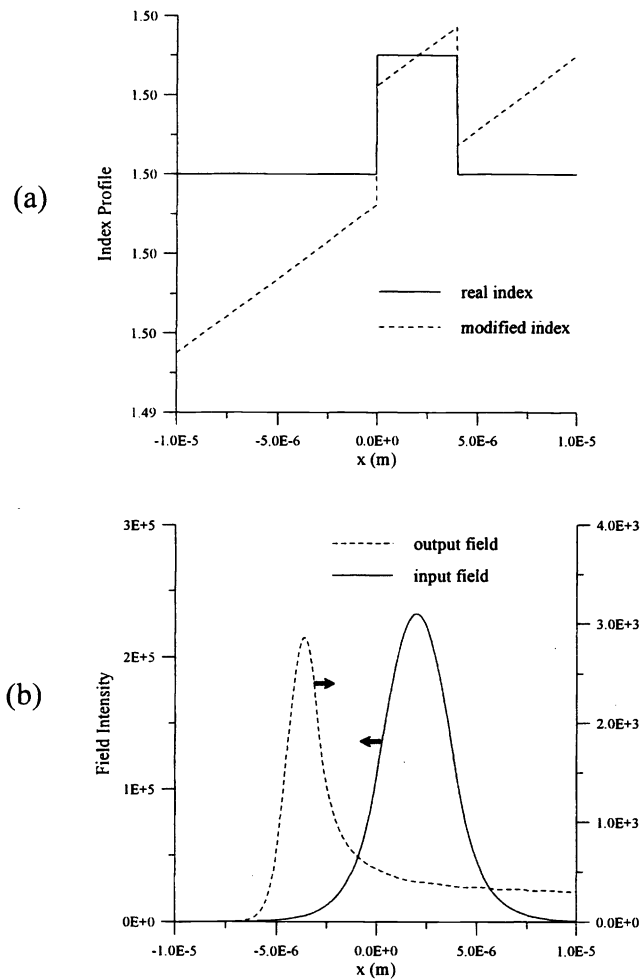 (a)
Index Profile
1.50
1.50
1.50
1.50
1.50
1.49
real index
modified index
-1.0E-5
-5.0E-6
0.0E+0
5.0E-6
1.0E-5
x (m)
(b)
Field Intensity
3E+5
2E+5
1E+5
0E+0
output field
input field
4.0E+3
3.0E+3
2.0E+3
1.0E+3
0.0E+0
-1.0E-5
-5.0E-6
0.0E+0
5.0E-6
1.0E-5
x (m)